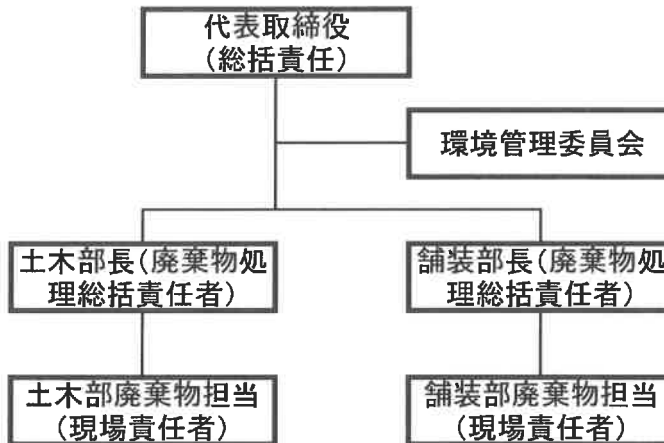 代表取締役
(総括責任)
環境管理委員会
土木部長(廃棄物処
理総括責任者)
舗装部長(廃棄物処
理総括責任者)
土木部廃棄物担当
(現場責任者)
舗装部廃棄物担当
(現場責任者)